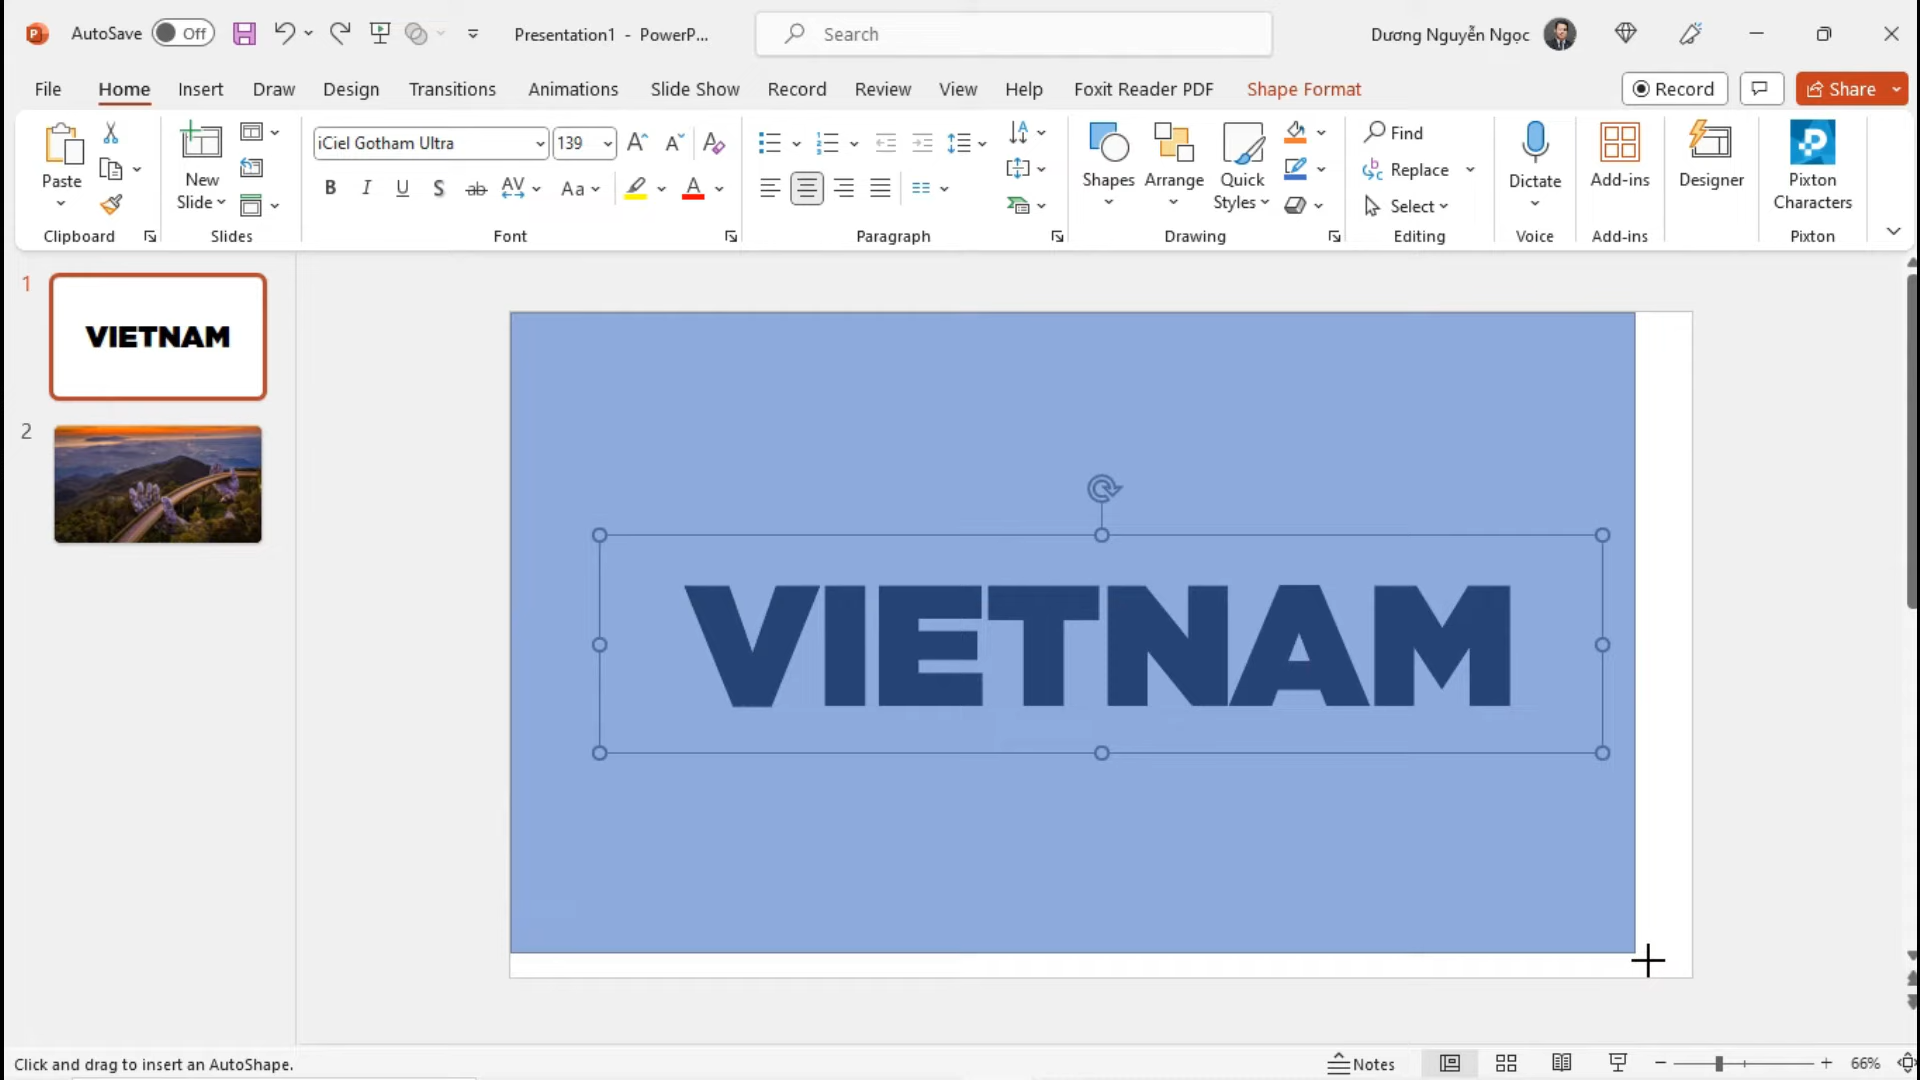 AutoSave Off Presentation1 - PowerP... Search Dương Nguyễn Ngọc
File Home Insert Draw Design Transitions Animations Slide Show Record Review View Help Foxit Reader PDF Shape Format Record Share
Paste
New
Slide
iCiel Gotham Ultra 139
B I U S ab AV Aa A
Shapes Arrange Quick
Styles
Find
Replace
Select
Dictate
Add-ins
Designer
Pixton
Characters
Clipboard Slides Font Paragraph Drawing Editing Voice Add-ins Pixton
1
VIETNAM
2
VIETNAM
Click and drag to insert an AutoShape. Notes 66%